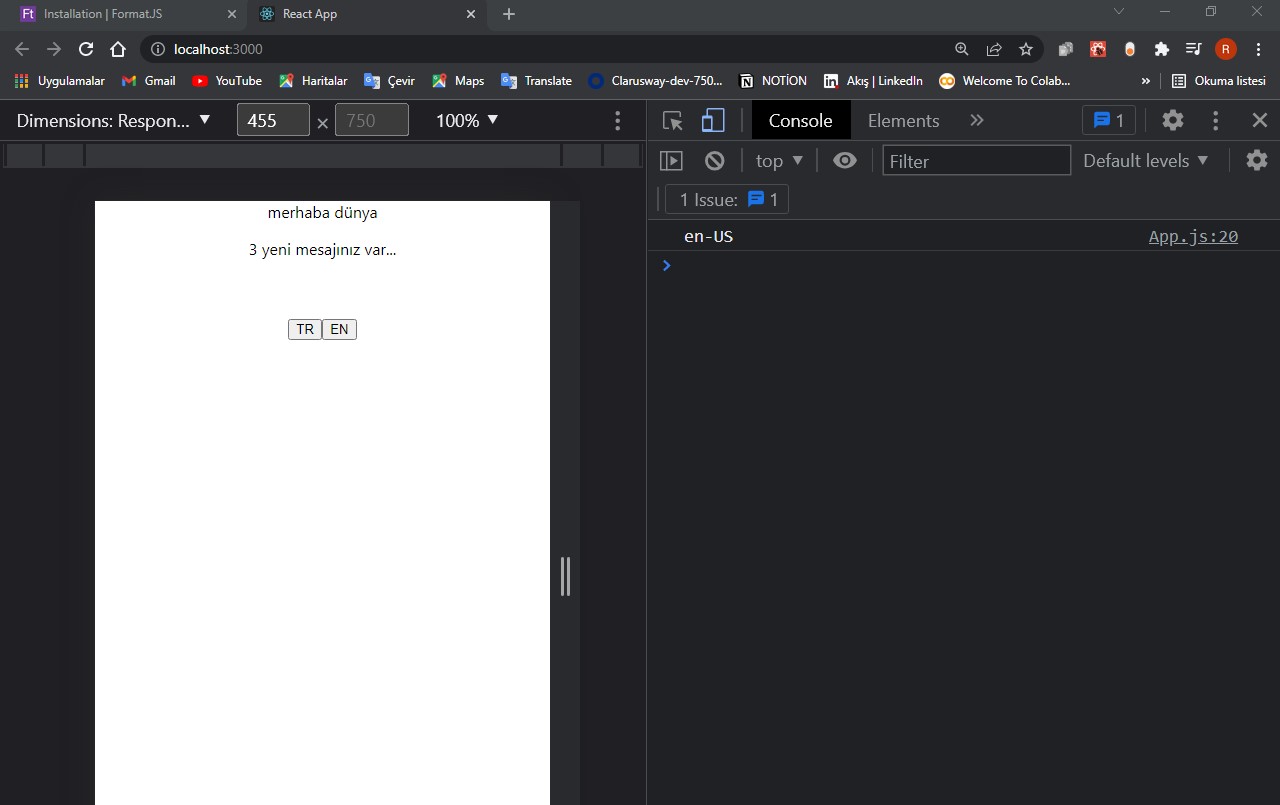 Ft Installation | FormatJS
React App
localhost:3000
R
Uygulamalar Gmail YouTube Haritalar Çevir Maps Translate Clarusway-dev-750... NOTİON Akış | LinkedIn Welcome To Colab... » Okuma listesi
Dimensions: Respon... ▼ 455 × 750 100% ▼
Console Elements » 1
top ▼ Filter Default levels ▼
1 Issue: 1
en-US App.js:20
merhaba dünya
3 yeni mesajınız var...
TR EN